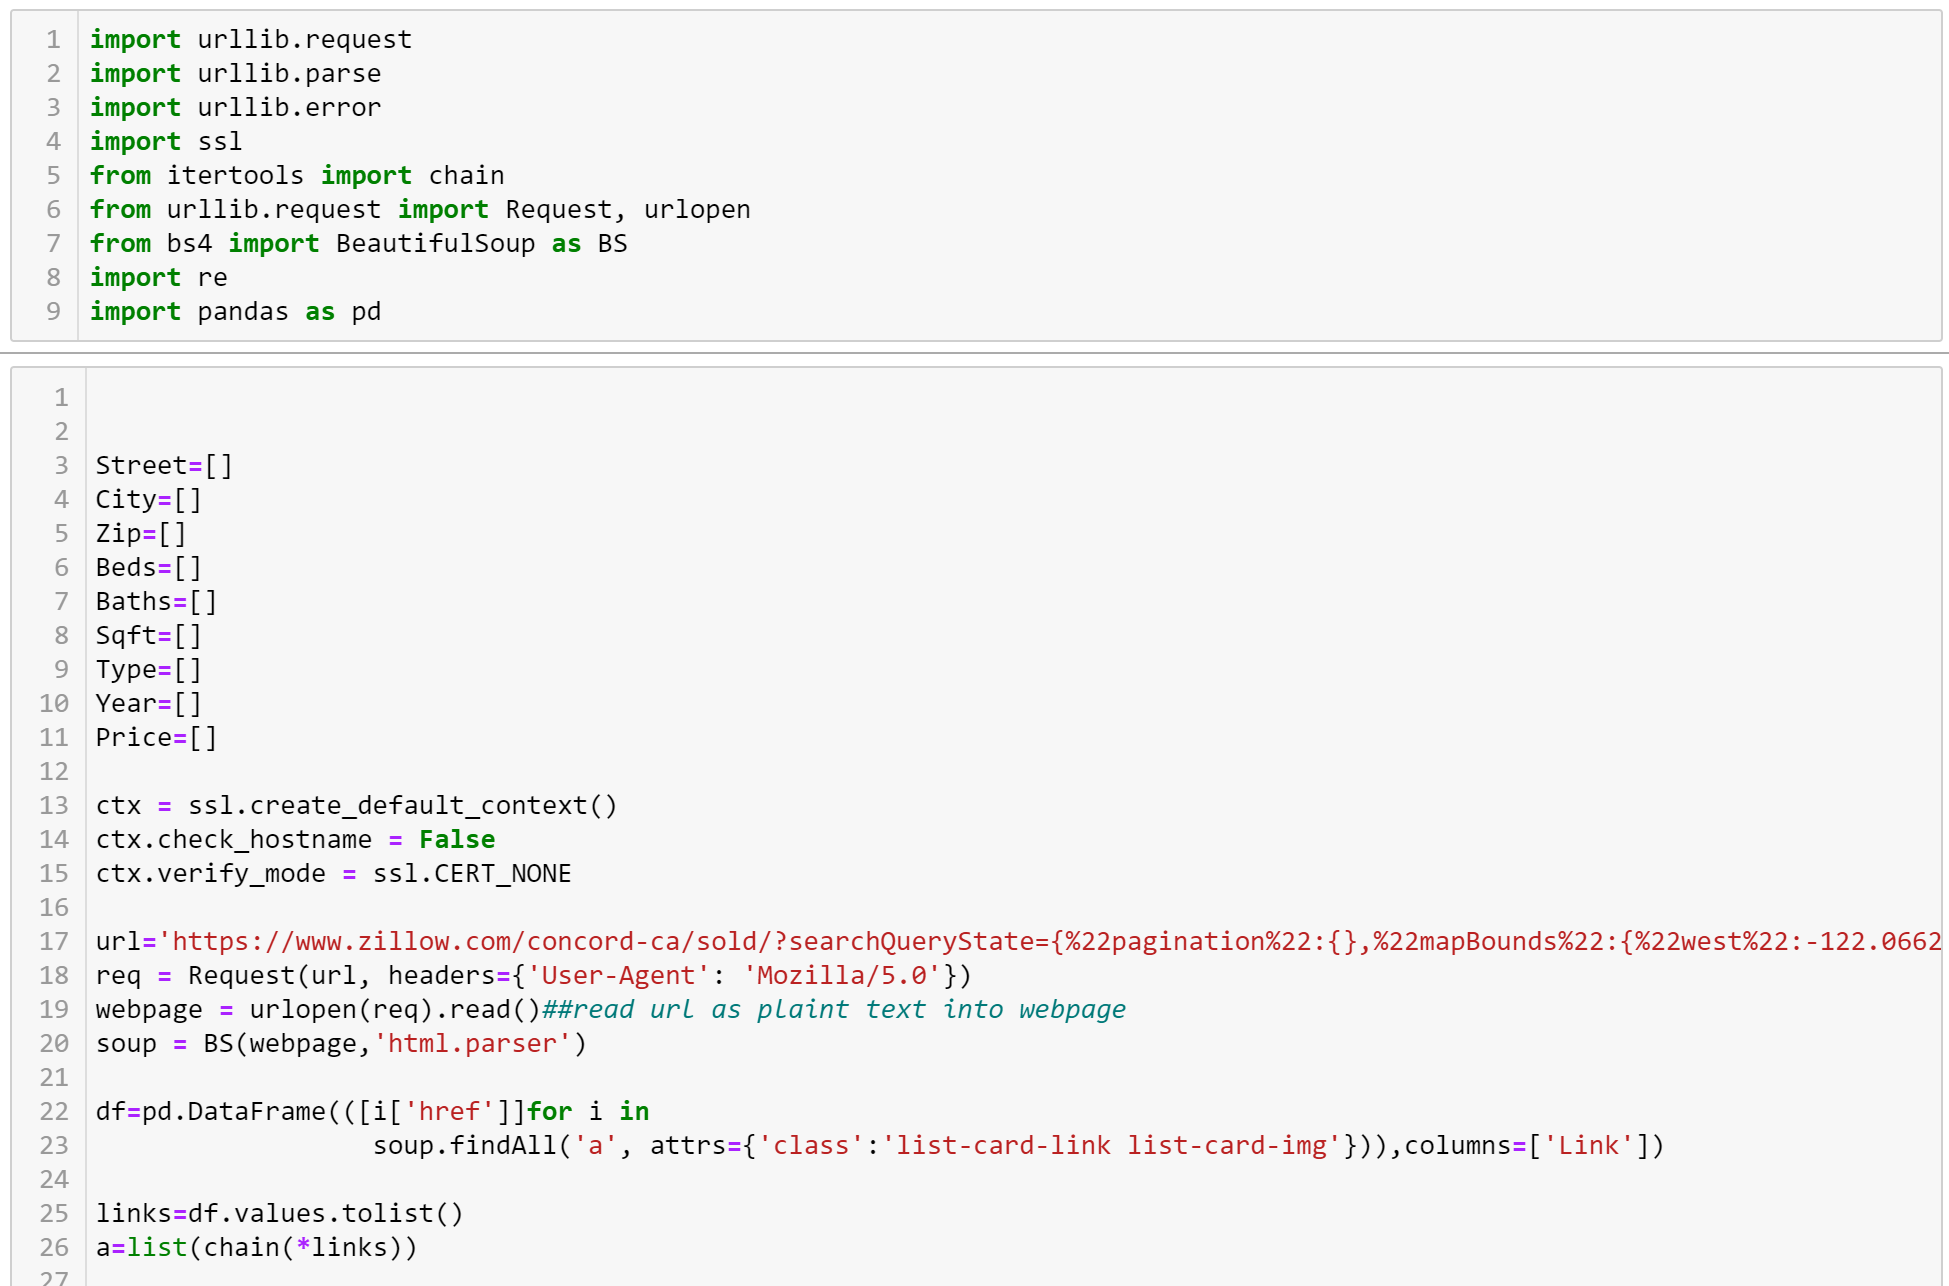 1 import urllib.request
2 import urllib.parse
3 import urllib.error
4 import ssl
5 from itertools import chain
6 from urllib.request import Request, urlopen
7 from bs4 import BeautifulSoup as BS
8 import re
9 import pandas as pd
1
2
3 Street=[]
4 City=[]
5 Zip=[]
6 Beds=[]
7 Baths=[]
8 Sqft=[]
9 Type=[]
10 Year=[]
11 Price=[]
12
13 ctx = ssl.create_default_context()
14 ctx.check_hostname = False
15 ctx.verify_mode = ssl.CERT_NONE
16
17 url='https://www.zillow.com/concord-ca/sold/?searchQueryState={%22pagination%22:{},%22mapBounds%22:{%22west%22:-122.0662
18 req = Request(url, headers={'User-Agent': 'Mozilla/5.0'})
19 webpage = urlopen(req).read()##read url as plaint text into webpage
20 soup = BS(webpage,'html.parser')
21
22 df=pd.DataFrame(([i['href']]for i in
23 soup.findAll('a', attrs={'class':'list-card-link list-card-img'})),columns=['Link'])
24
25 links=df.values.tolist()
26 a=list(chain(*links))
27